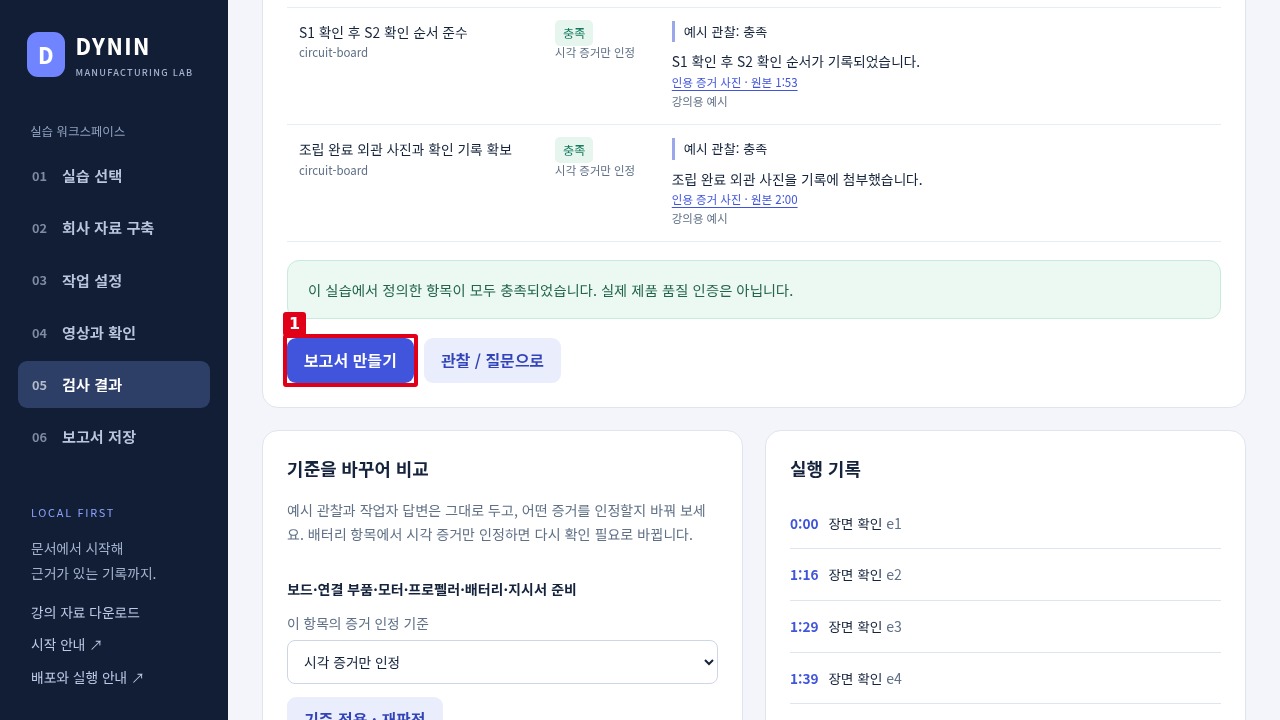 D
DYNIN
MANUFACTURING LAB
실습 워크스페이스
01 실습 선택
02 회사 자료 구축
03 작업 설정
04 영상과 확인
05 검사 결과
06 보고서 저장
LOCAL FIRST
문서에서 시작해
근거가 있는 기록까지.
강의 자료 다운로드
시작 안내 ↗
배포와 실행 안내 ↗
S1 확인 후 S2 확인 순서 준수
circuit-board
충족
시각 증거만 인정
예시 관찰: 충족
S1 확인 후 S2 확인 순서가 기록되었습니다.
인용 증거 사진 · 원본 1:53
강의용 예시
조립 완료 외관 사진과 확인 기록 확보
circuit-board
충족
시각 증거만 인정
예시 관찰: 충족
조립 완료 외관 사진을 기록에 첨부했습니다.
인용 증거 사진 · 원본 2:00
강의용 예시
이 실습에서 정의한 항목이 모두 충족되었습니다. 실제 제품 품질 인증은 아닙니다.
1
보고서 만들기
관찰 / 질문으로
기준을 바꾸어 비교
예시 관찰과 작업자 답변은 그대로 두고, 어떤 증거를 인정할지 바꿔 보세
요. 배터리 항목에서 시각 증거만 인정하면 다시 확인 필요로 바뀝니다.
보드·연결 부품·모터·프로펠러·배터리·지시서 준비
이 항목의 증거 인정 기준
시각 증거만 인정
기준 적용 · 재판정
실행 기록
0:00 장면 확인 e1
1:16 장면 확인 e2
1:29 장면 확인 e3
1:39 장면 확인 e4